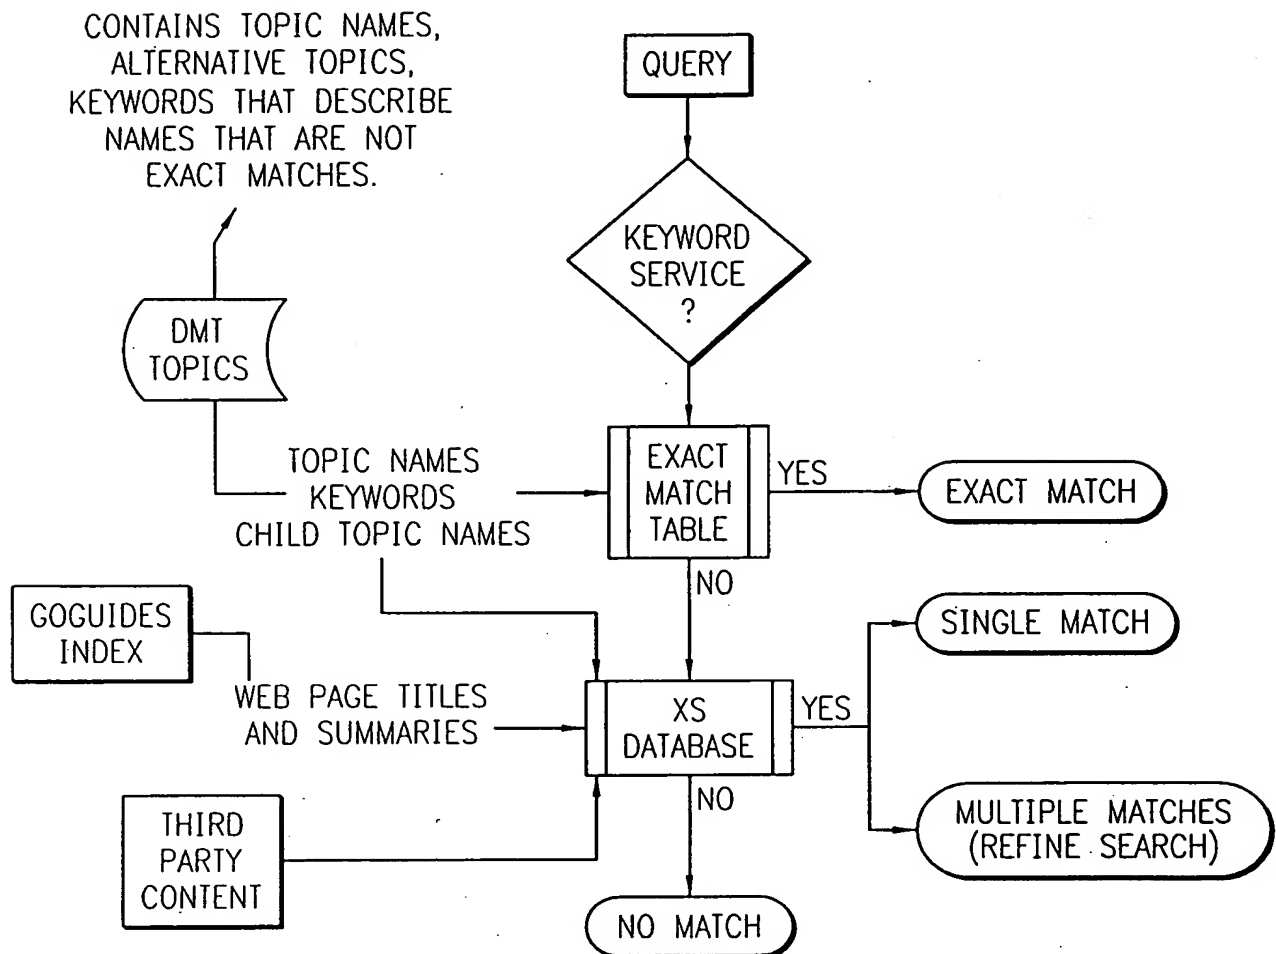 CONTAINS TOPIC NAMES,
ALTERNATIVE TOPICS,
KEYWORDS THAT DESCRIBE
NAMES THAT ARE NOT
EXACT MATCHES.
QUERY
KEYWORD
SERVICE
?
DMT
TOPICS
TOPIC NAMES
KEYWORDS
CHILD TOPIC NAMES
EXACT
MATCH
TABLE
YES
EXACT MATCH
NO
GOGUIDES
INDEX
WEB PAGE TITLES
AND SUMMARIES
XS
DATABASE
YES
SINGLE MATCH
MULTIPLE MATCHES
(REFINE SEARCH)
NO
THIRD
PARTY
CONTENT
NO MATCH